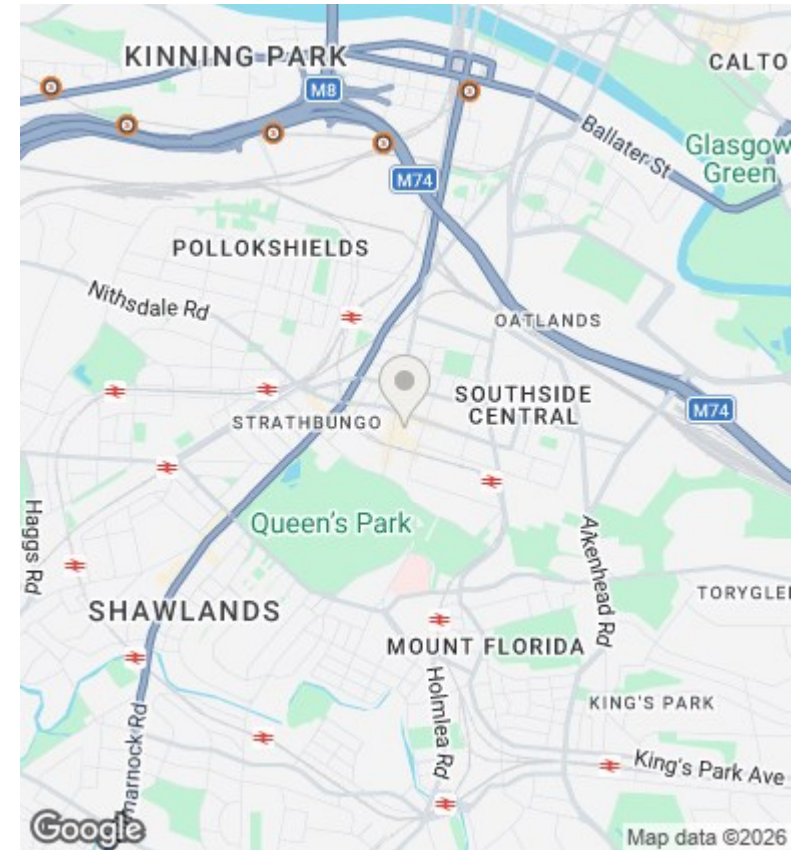 KINNING PARK
CALTO
M8
Ballater St
Glasgow
Green
M74
POLLOKSHIELDS
Nithsdale Rd
OATLANDS
SOUTHSIDE
CENTRAL
M74
STRATHBUNGO
Haggs Rd
Queen's Park
Aikenhead Rd
TORYGLE
SHAWLANDS
MOUNT FLORIDA
KING'S PARK
Holmlea Rd
marnock Rd
King's Park Ave
Google
Map data ©2026